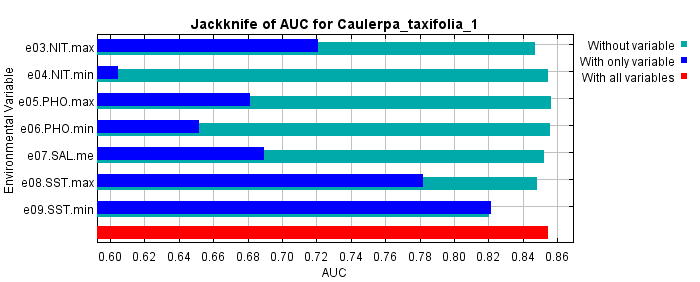 Jackknife of AUC for Caulerpa_taxifolia_1
Environmental Variable
e03.NIT.max
e04.NIT.min
e05.PHO.max
e06.PHO.min
e07.SAL.me
e08.SST.max
e09.SST.min
0.60 0.62 0.64 0.66 0.68 0.70 0.72 0.74 0.76 0.78 0.80 0.82 0.84 0.86
AUC
Without variable
With only variable
With all variables